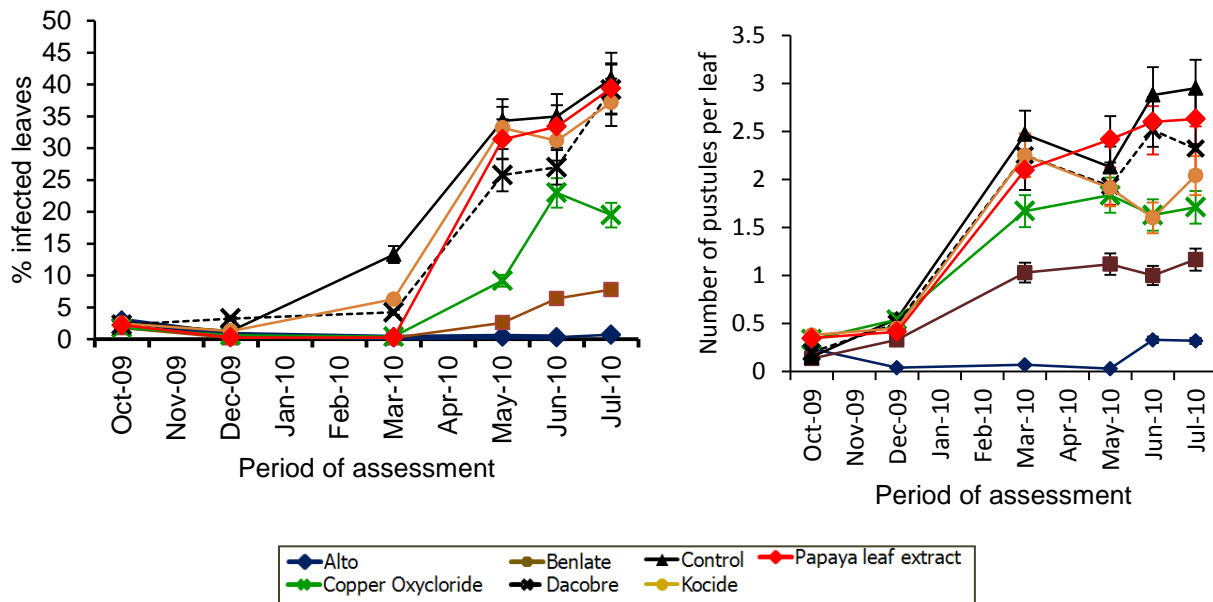 % infected leaves
50
45
40
35
30
25
20
15
10
5
0
Oct-09
Nov-09
Dec-09
Jan-10
Feb-10
Mar-10
Apr-10
May-10
Jun-10
Jul-10
Period of assessment
Number of pustules per leaf
3.5
3
2.5
2
1.5
1
0.5
0
Oct-09
Nov-09
Dec-09
Jan-10
Feb-10
Mar-10
Apr-10
May-10
Jun-10
Jul-10
Period of assessment
Alto Benlate Control Papaya leaf extract
Copper Oxycloride Dacobre Kocide